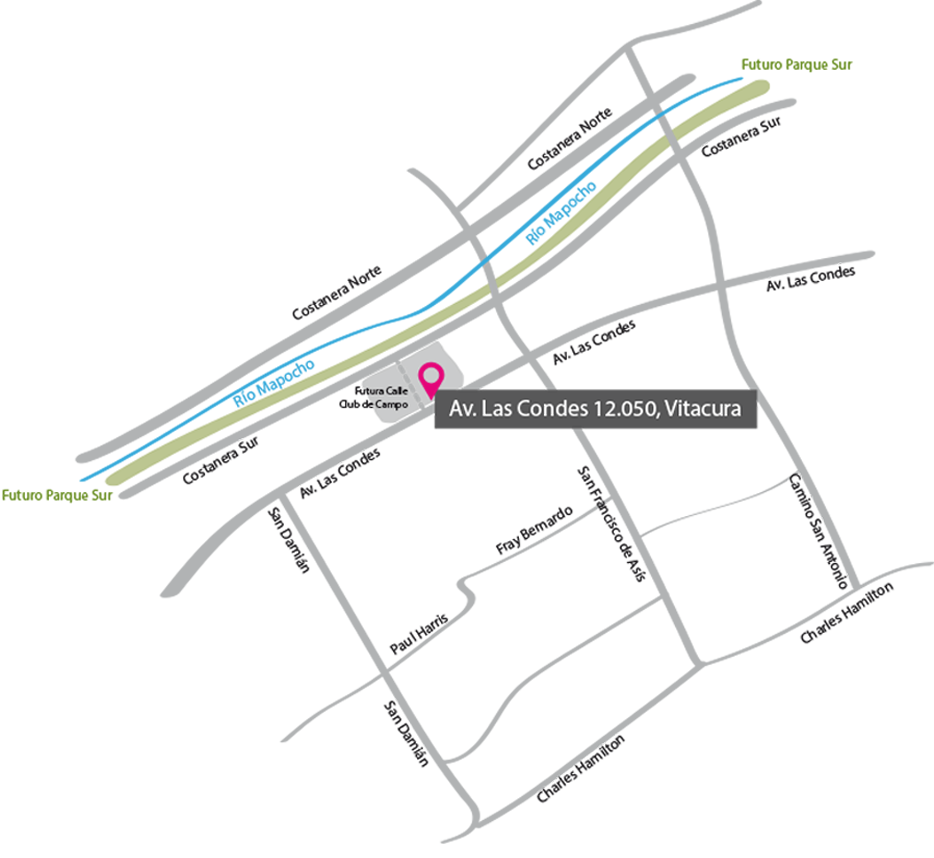 Futuro Parque Sur
Costanera Norte
Costanera Sur
Río Mapocho
Costanera Norte
Av. Las Condes
Av. Las Condes
Río Mapocho
Futura Calle
Club de Campo
Av. Las Condes 12.050, Vitacura
Costanera Sur
Av. Las Condes
Futuro Parque Sur
San Damián
Fray Bernardo
San Francisco de Asís
Camino San Antonio
Paul Harris
Charles Hamilton
San Damián
Charles Hamilton